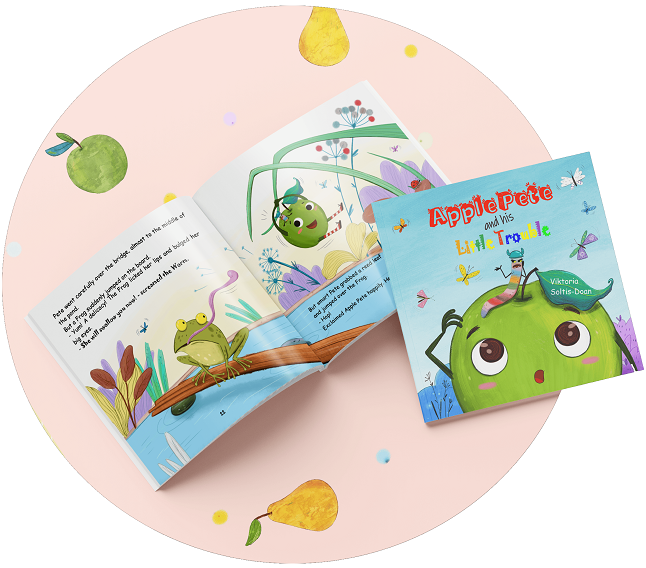 Pete went carefully over the bridge, almost to the middle of
the pond.
But a Frog suddenly jumped on the board.
- Yum! A delicacy! The Frog licked her lips and bulged her
big eyes.
- She will swallow you now! - screamed the Worm.
But smart Pete grabbed a reed leaf
and jumped over the Frog.
- Hey!
Exclaimed Apple Pete happily.
Apple Pete
and his
Little Trouble
Viktoria
Soltis-Doan